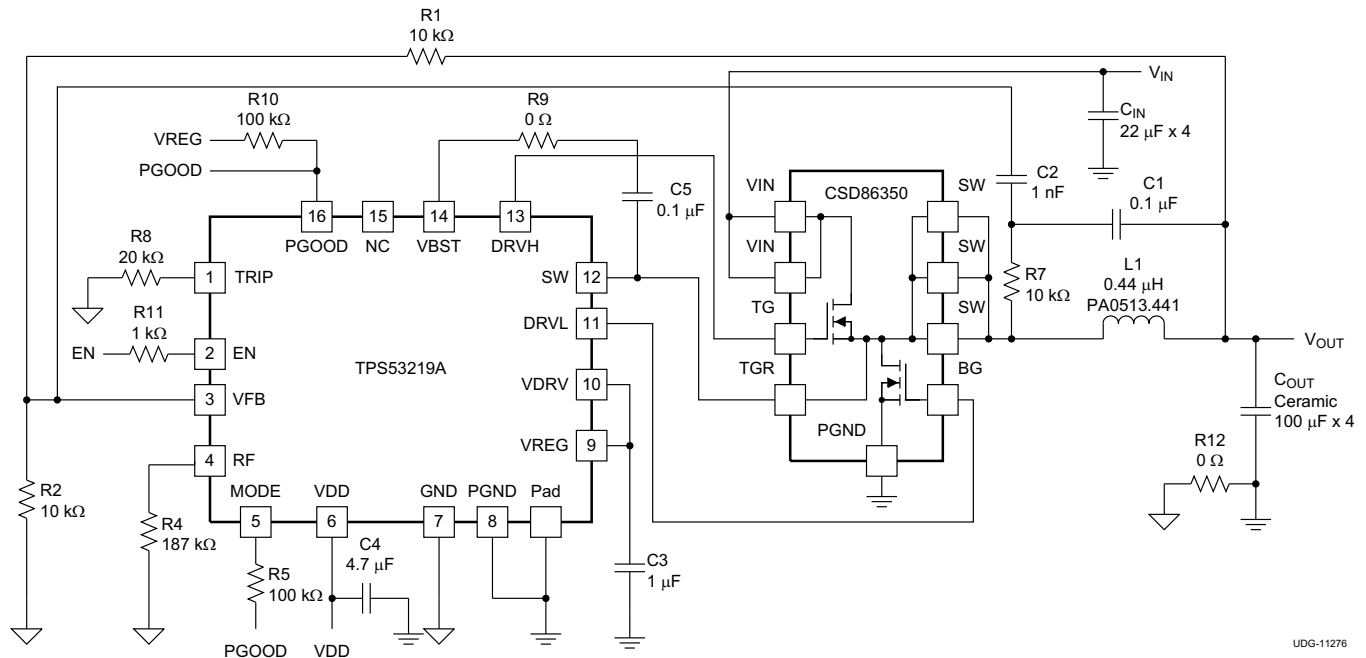 R1
10 kΩ
VIN
CIN
22 µF x 4
R10
100 kΩ
VREG
PGOOD
R9
0 Ω
C5
0.1 µF
VIN
CSD86350
SW
C2
1 nF
C1
0.1 µF
VIN
SW
TG
SW
R7
10 kΩ
L1
0.44 µH
PA0513.441
TGR
BG
PGND
VOUT
COUT
Ceramic
100 µF x 4
R12
0 Ω
16
15
14
13
PGOOD
NC
VBST
DRVH
R8
20 kΩ
1
TRIP
SW
12
R11
1 kΩ
DRVL
11
EN
2
EN
TPS53219A
VDRV
10
3
VFB
VREG
9
4
RF
MODE
VDD
GND
PGND
Pad
5
6
7
8
R2
10 kΩ
R4
187 kΩ
R5
100 kΩ
C4
4.7 µF
C3
1 µF
PGOOD
VDD
UDG-11276